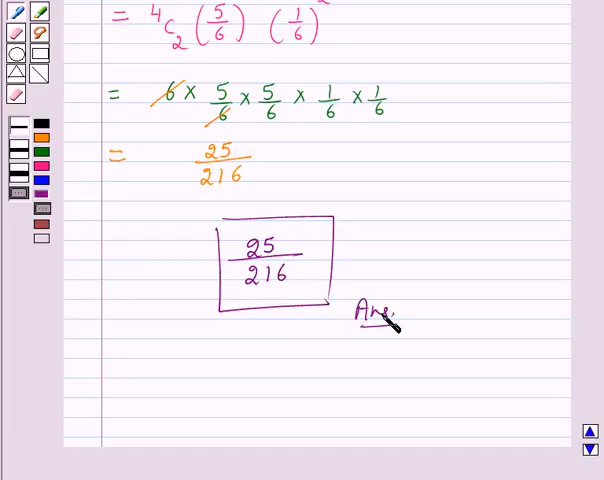 = ⁴C₂ (5/6) (1/6)²
= 6 × 5/6 × 5/6 × 1/6 × 1/6
= 25/216
25/216
Ans.